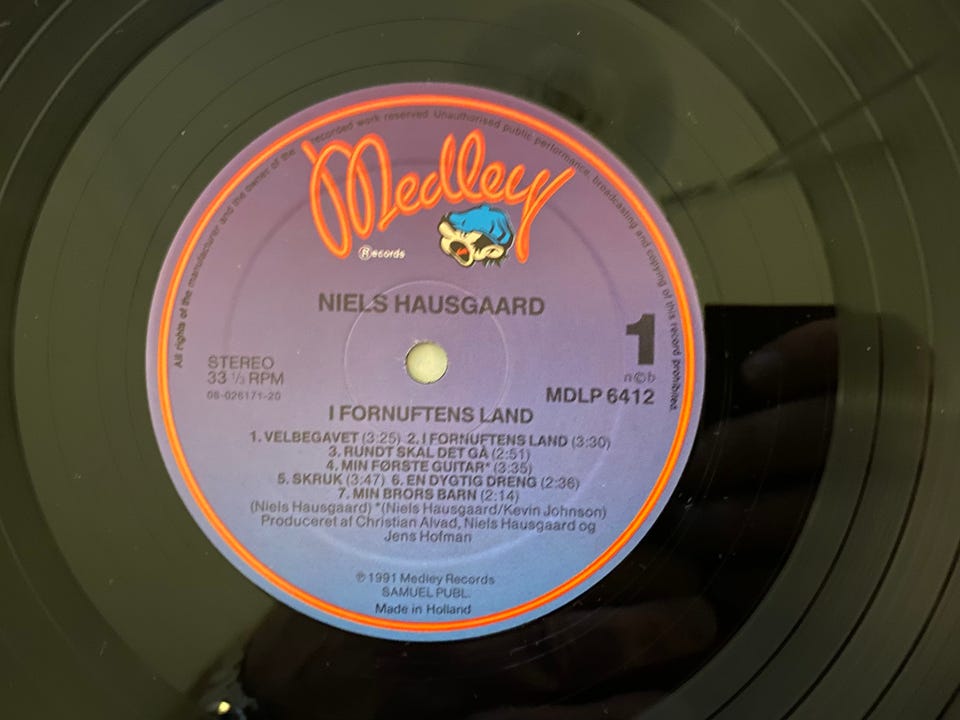 All rights of the manufacturer and the owner of the recorded work reserved. Unauthorised public performance, broadcasting and copying of this record prohibited.
Medley
®ecords
NIELS HAUSGAARD
1
STEREO
33 ⅓ RPM
n©b
08-026171-20
MDLP 6412
I FORNUFTENS LAND
1. VELBEGAVET (3:25) 2. I FORNUFTENS LAND (3:30)
3. RUNDT SKAL DET GÅ (2:51)
4. MIN FØRSTE GUITAR* (3:35)
5. SKRUK (3:47) 6. EN DYGTIG DRENG (2:36)
7. MIN BRORS BARN (2:14)
(Niels Hausgaard) *(Niels Hausgaard/Kevin Johnson)
Produceret af Christian Alvad, Niels Hausgaard og
Jens Hofman
℗ 1991 Medley Records
SAMUEL PUBL.
Made in Holland